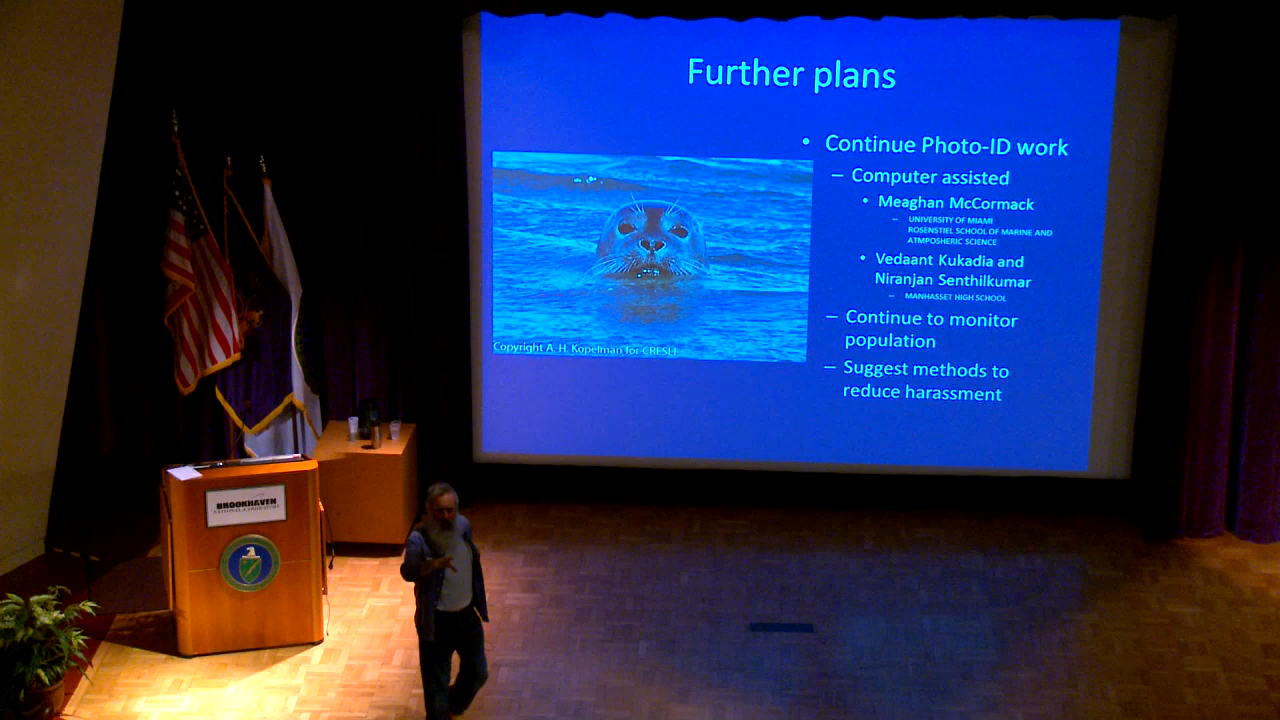 Further plans
• Continue Photo-ID work
– Computer assisted
• Meaghan McCormack
– UNIVERSITY OF MIAMI
ROSENSTIEL SCHOOL OF MARINE AND
ATMPOSHERIC SCIENCE
• Vedaant Kukadia and
Niranjan Senthilkumar
– MANHASSET HIGH SCHOOL
– Continue to monitor
population
– Suggest methods to
reduce harassment
Copyright A. H. Kopelman for CRESLI
BROOKHAVEN
NATIONAL LABORATORY